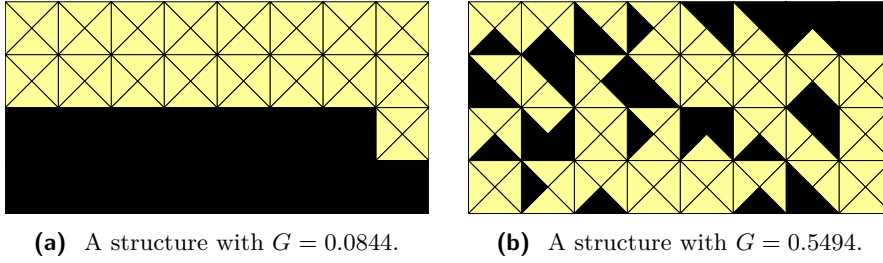 (a) A structure with G = 0.0844.
(b) A structure with G = 0.5494.